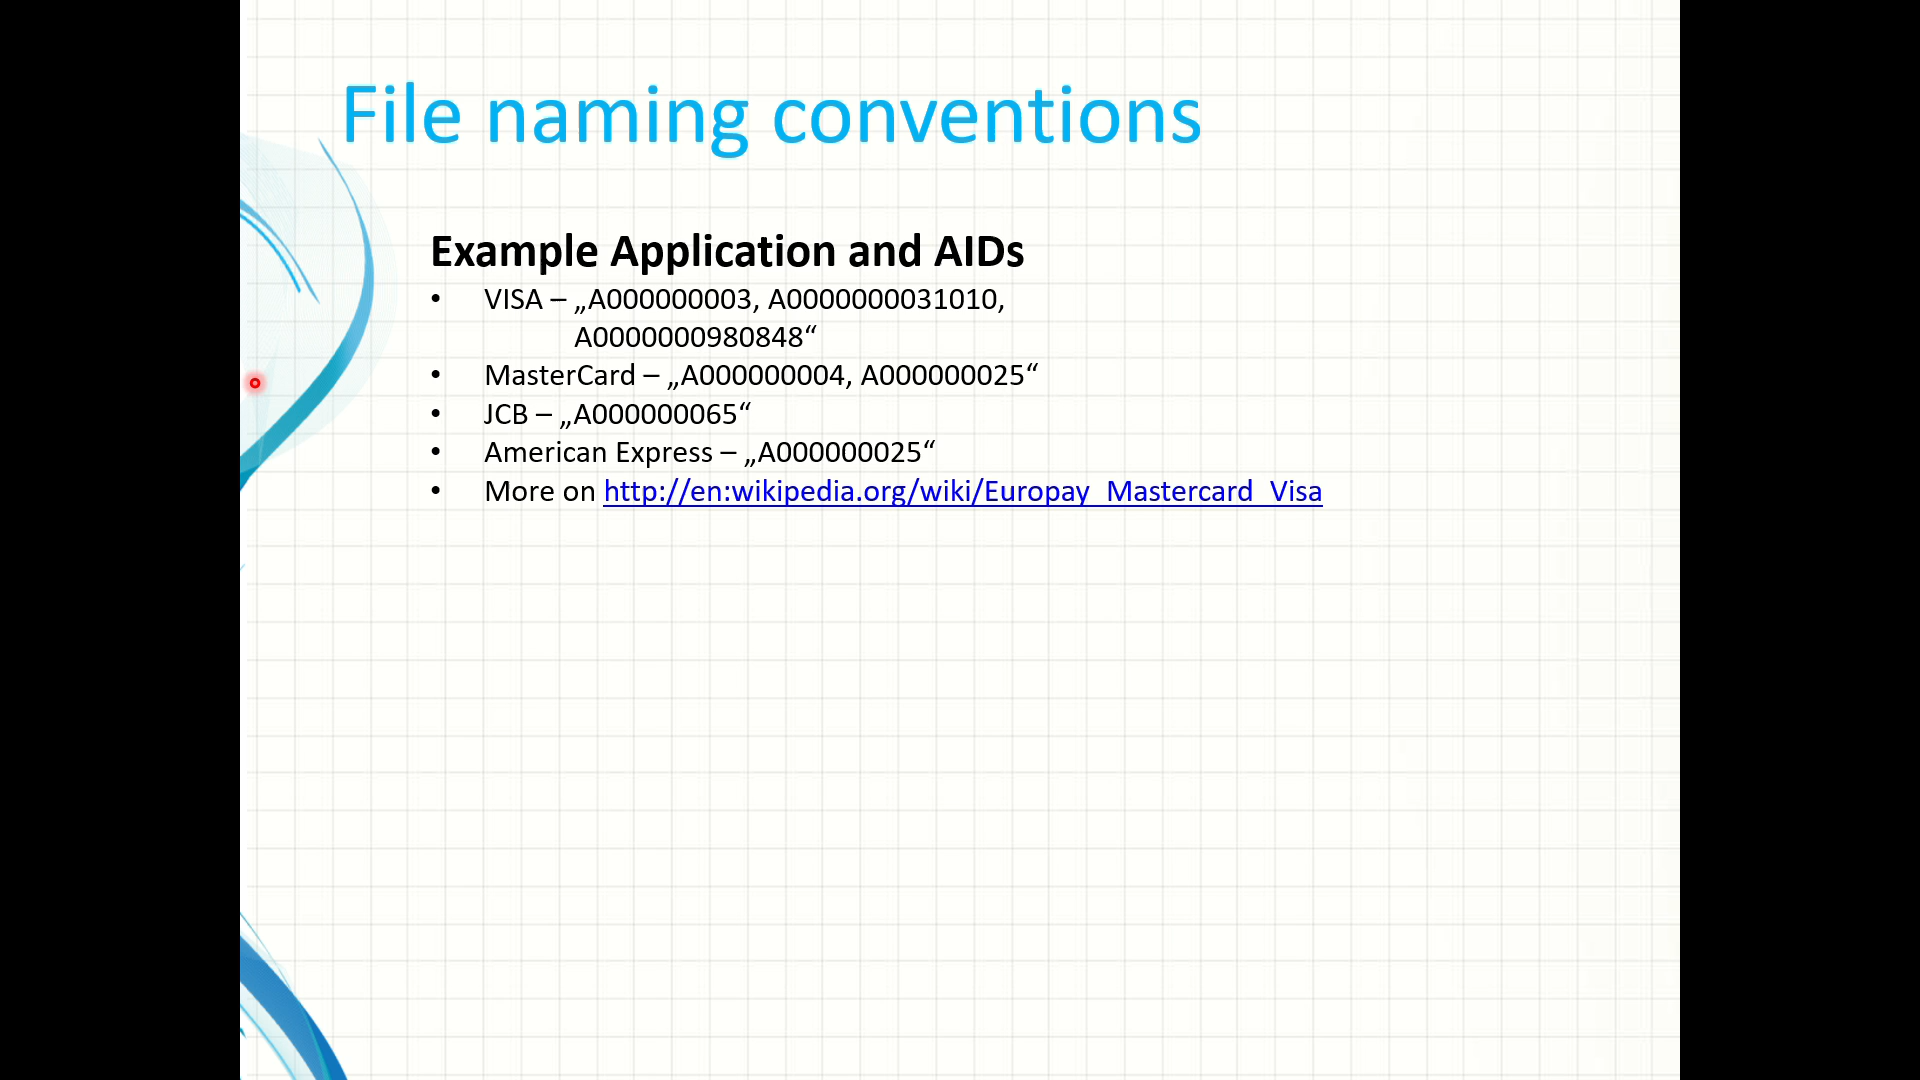 File naming conventions
Example Application and AIDs
• VISA – „A000000003, A0000000031010,
A0000000980848“
• MasterCard – „A000000004, A000000025“
• JCB – „A000000065“
• American Express – „A000000025“
• More on http://en:wikipedia.org/wiki/Europay_Mastercard_Visa